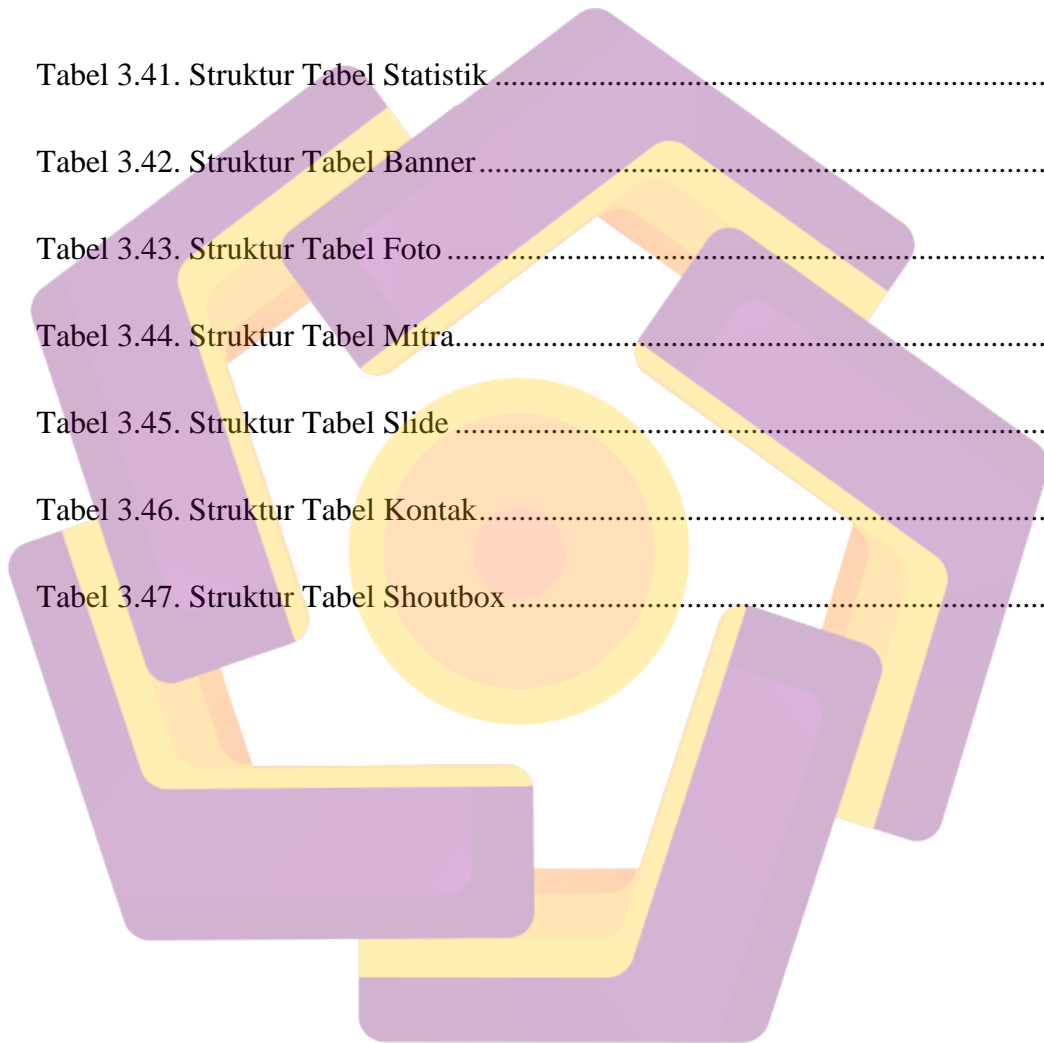 Tabel 3.41. Struktur Tabel Statistik ......................................................................
Tabel 3.42. Struktur Tabel Banner.........................................................................
Tabel 3.43. Struktur Tabel Foto ............................................................................
Tabel 3.44. Struktur Tabel Mitra............................................................................
Tabel 3.45. Struktur Tabel Slide ...........................................................................
Tabel 3.46. Struktur Tabel Kontak.........................................................................
Tabel 3.47. Struktur Tabel Shoutbox ....................................................................